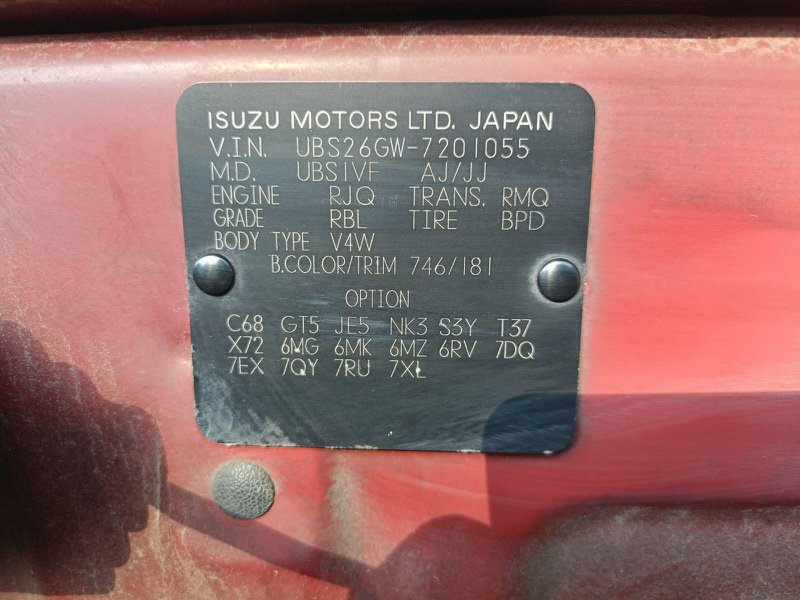 ISUZU MOTORS LTD. JAPAN
V.I.N. UBS26GW-7201055
M.D. UBS1VF AJ/JJ
ENGINE RJQ TRANS. RMQ
GRADE RBL TIRE BPD
BODY TYPE V4W
B.COLOR/TRIM 746/181
OPTION
C68 GT5 JE5 NK3 S3Y T37
X72 6MG 6MK 6MZ 6RV 7DQ
7EX 7QY 7RU 7XL